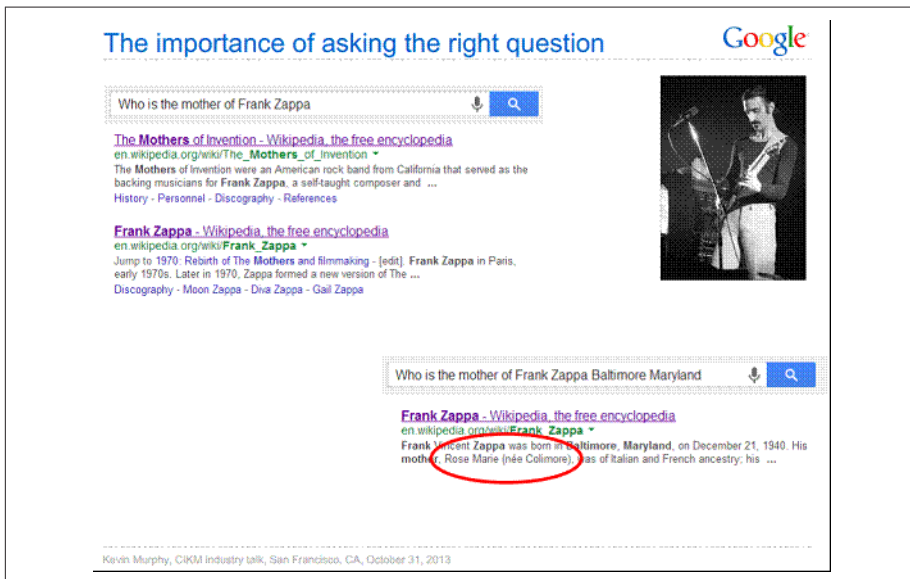 The importance of asking the right question
Google
Who is the mother of Frank Zappa
The Mothers of Invention - Wikipedia, the free encyclopedia
en.wikipedia.org/wiki/The_Mothers_of_Invention
The Mothers of Invention were an American rock band from California that served as the
backing musicians for Frank Zappa, a self-taught composer and ...
History - Personnel - Discography - References
Frank Zappa - Wikipedia, the free encyclopedia
en.wikipedia.org/wiki/Frank_Zappa
Jump to 1970: Rebirth of The Mothers and filmmaking - [edit]. Frank Zappa in Paris,
early 1970s. Later in 1970, Zappa formed a new version of The ...
Discography - Moon Zappa - Diva Zappa - Gail Zappa
Who is the mother of Frank Zappa Baltimore Maryland
Frank Zappa - Wikipedia, the free encyclopedia
en.wikipedia.org/wiki/Frank_Zappa
Frank Vincent Zappa was born in Baltimore, Maryland, on December 21, 1940. His
mother, Rose Marie (née Colimore), was of Italian and French ancestry; his ...
Kevin Murphy, CIKM industry talk, San Francisco, CA, October 31, 2013